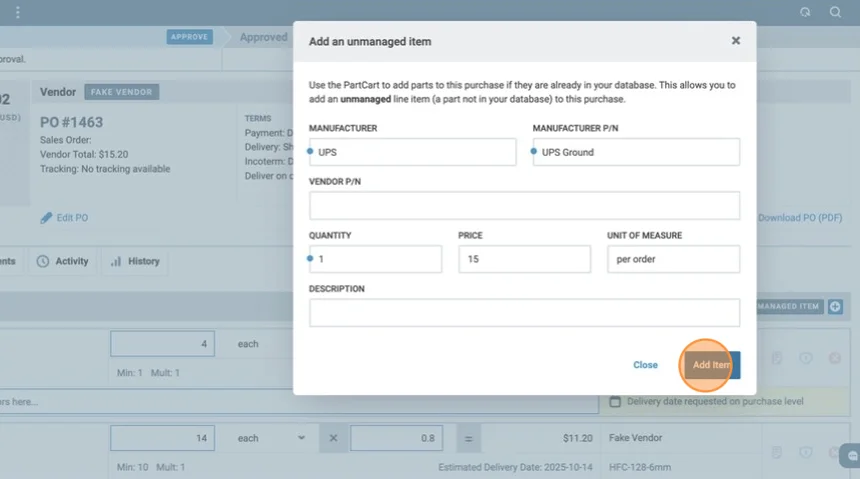 APPROVE
Approved
Add an unmanaged item
proval.
Use the PartCart to add parts to this purchase if they are already in your database. This allows you to
add an unmanaged line item (a part not in your database) to this purchase.
02
USD)
Vendor
FAKE VENDOR
PO #1463
Sales Order:
Vendor Total: $15.20
Tracking: No tracking available
TERMS
Payment: D
Delivery: Sh
Incoterm: D
Deliver on c
Edit PO
Download PO (PDF)
MANUFACTURER
MANUFACTURER P/N
UPS
UPS Ground
VENDOR P/N
QUANTITY
PRICE
UNIT OF MEASURE
1
15
per order
DESCRIPTION
Close
Add Item
ents
Activity
History
MANAGED ITEM
4
each
Min: 1 Mult: 1
rs here...
Delivery date requested on purchase level
14
each
0.8
=
$11.20
Fake Vendor
Min: 10 Mult: 1
Estimated Delivery Date: 2025-10-14
HFC-128-6mm